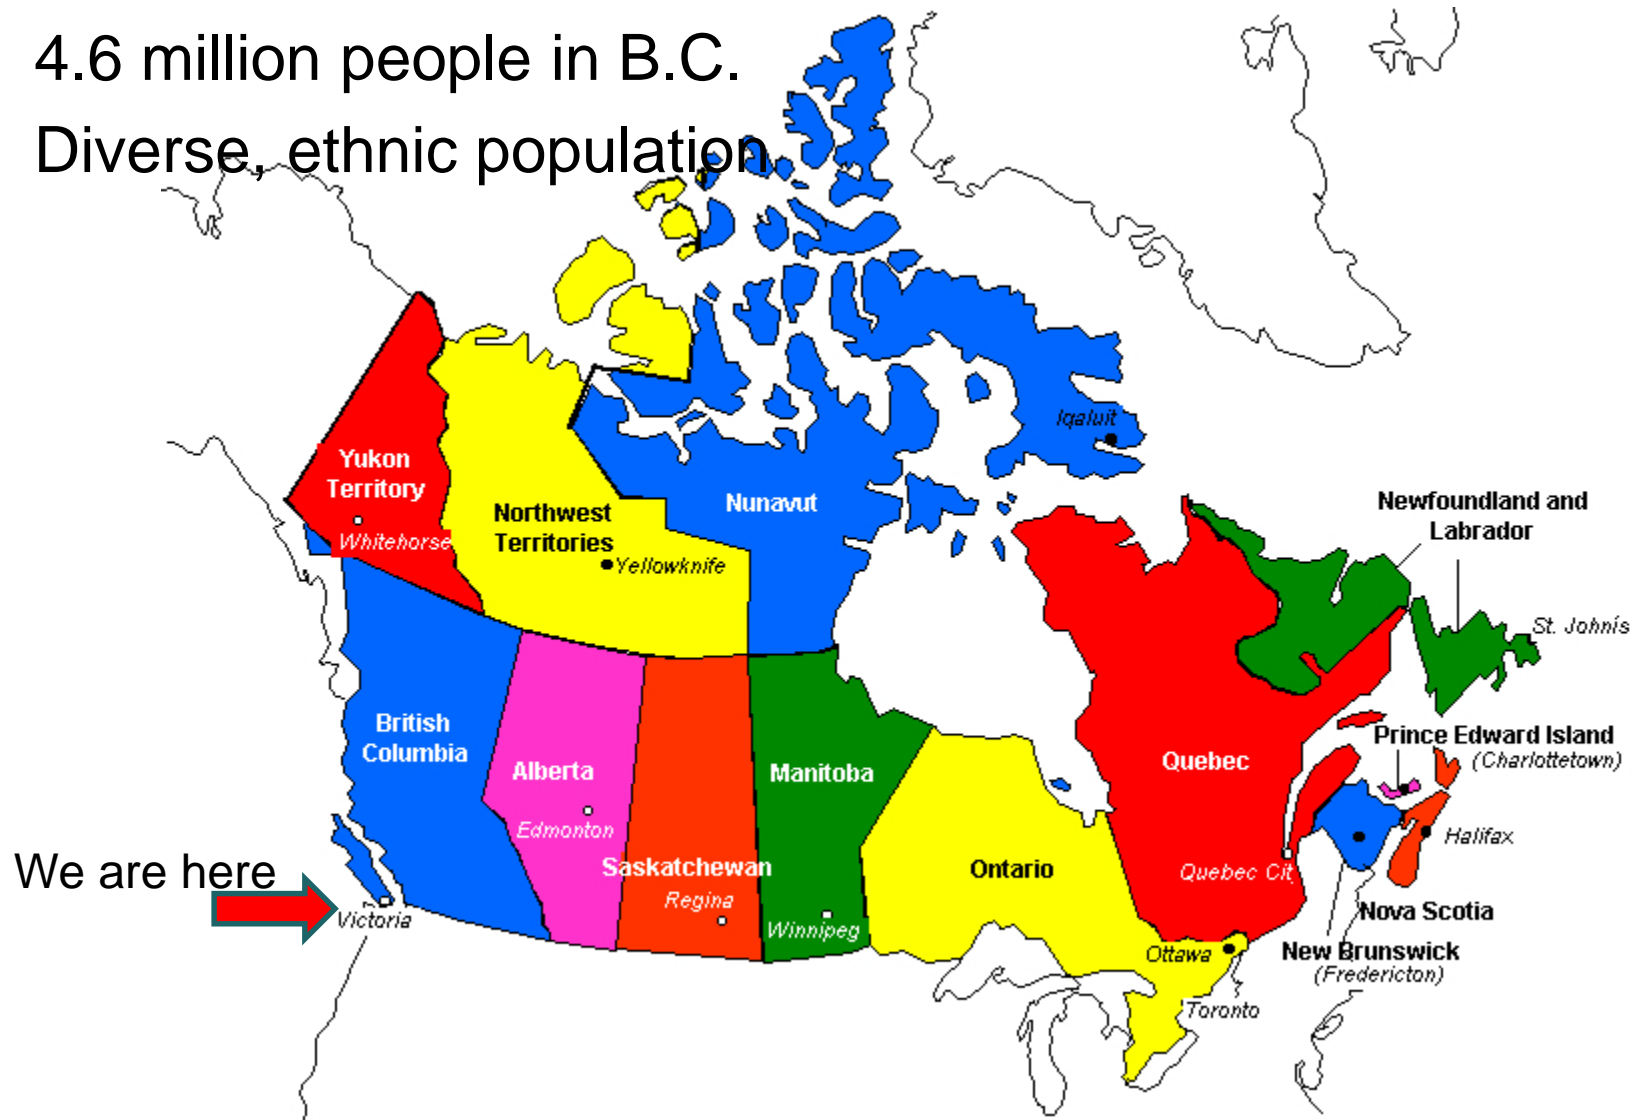 4.6 million people in B.C.
Diverse, ethnic population
Iqaluit
Yukon
Territory
Whitehorse
Northwest
Territories
Yellowknife
Nunavut
Newfoundland and
Labrador
St. Johnís
British
Columbia
Alberta
Edmonton
Saskatchewan
Regina
Manitoba
Winnipeg
Ontario
Ottawa
Toronto
Quebec
Quebec Cit
Prince Edward Island
(Charlottetown)
Halifax
Nova Scotia
New Brunswick
(Fredericton)
We are here
Victoria